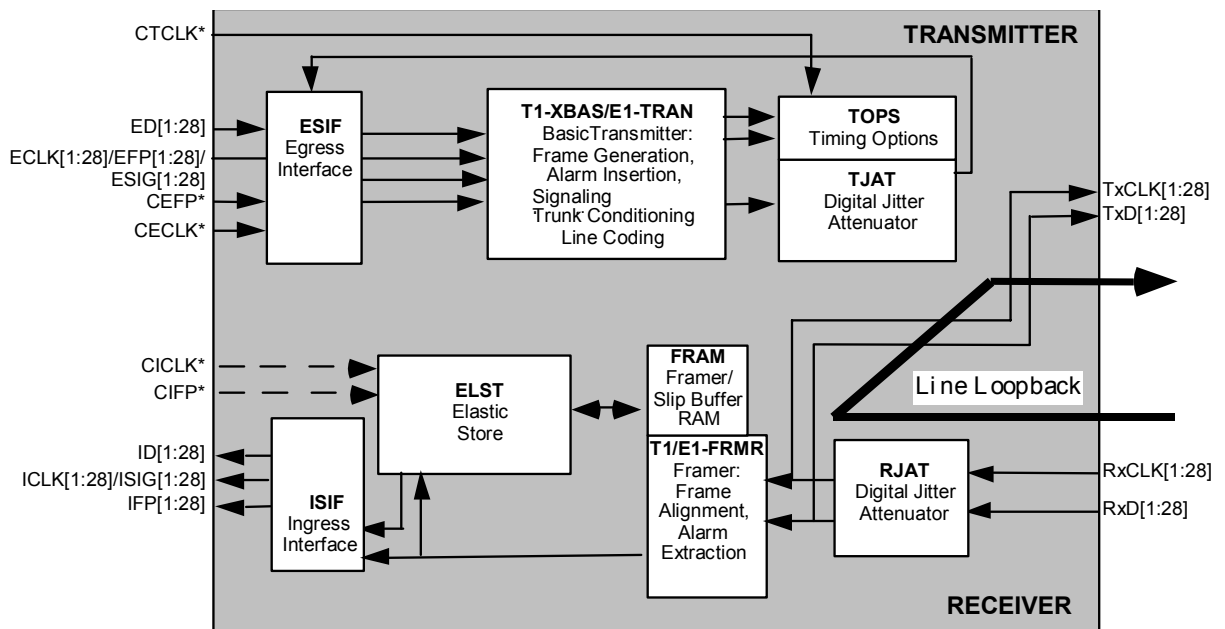 CTCLK*
TRANSMITTER
ED[1:28]
ECLK[1:28]/EFP[1:28]/
ESIG[1:28]
CEFP*
CECLK*
ESIF
Egress
Interface
T1-XBAS/E1-TRAN
BasicTransmitter:
Frame Generation,
Alarm Insertion,
Signaling
Trunk Conditioning
Line Coding
TOPS
Timing Options
TJAT
Digital Jitter
Attenuator
TxCLK[1:28]
TxD[1:28]
CICLK*
CIFP*
ELST
Elastic
Store
FRAM
Framer/
Slip Buffer
RAM
Line Loopback
ID[1:28]
ICLK[1:28]/ISIG[1:28]
IFP[1:28]
ISIF
Ingress
Interface
T1/E1-FRMR
Framer:
Frame
Alignment,
Alarm
Extraction
RJAT
Digital Jitter
Attenuator
RxCLK[1:28]
RxD[1:28]
RECEIVER